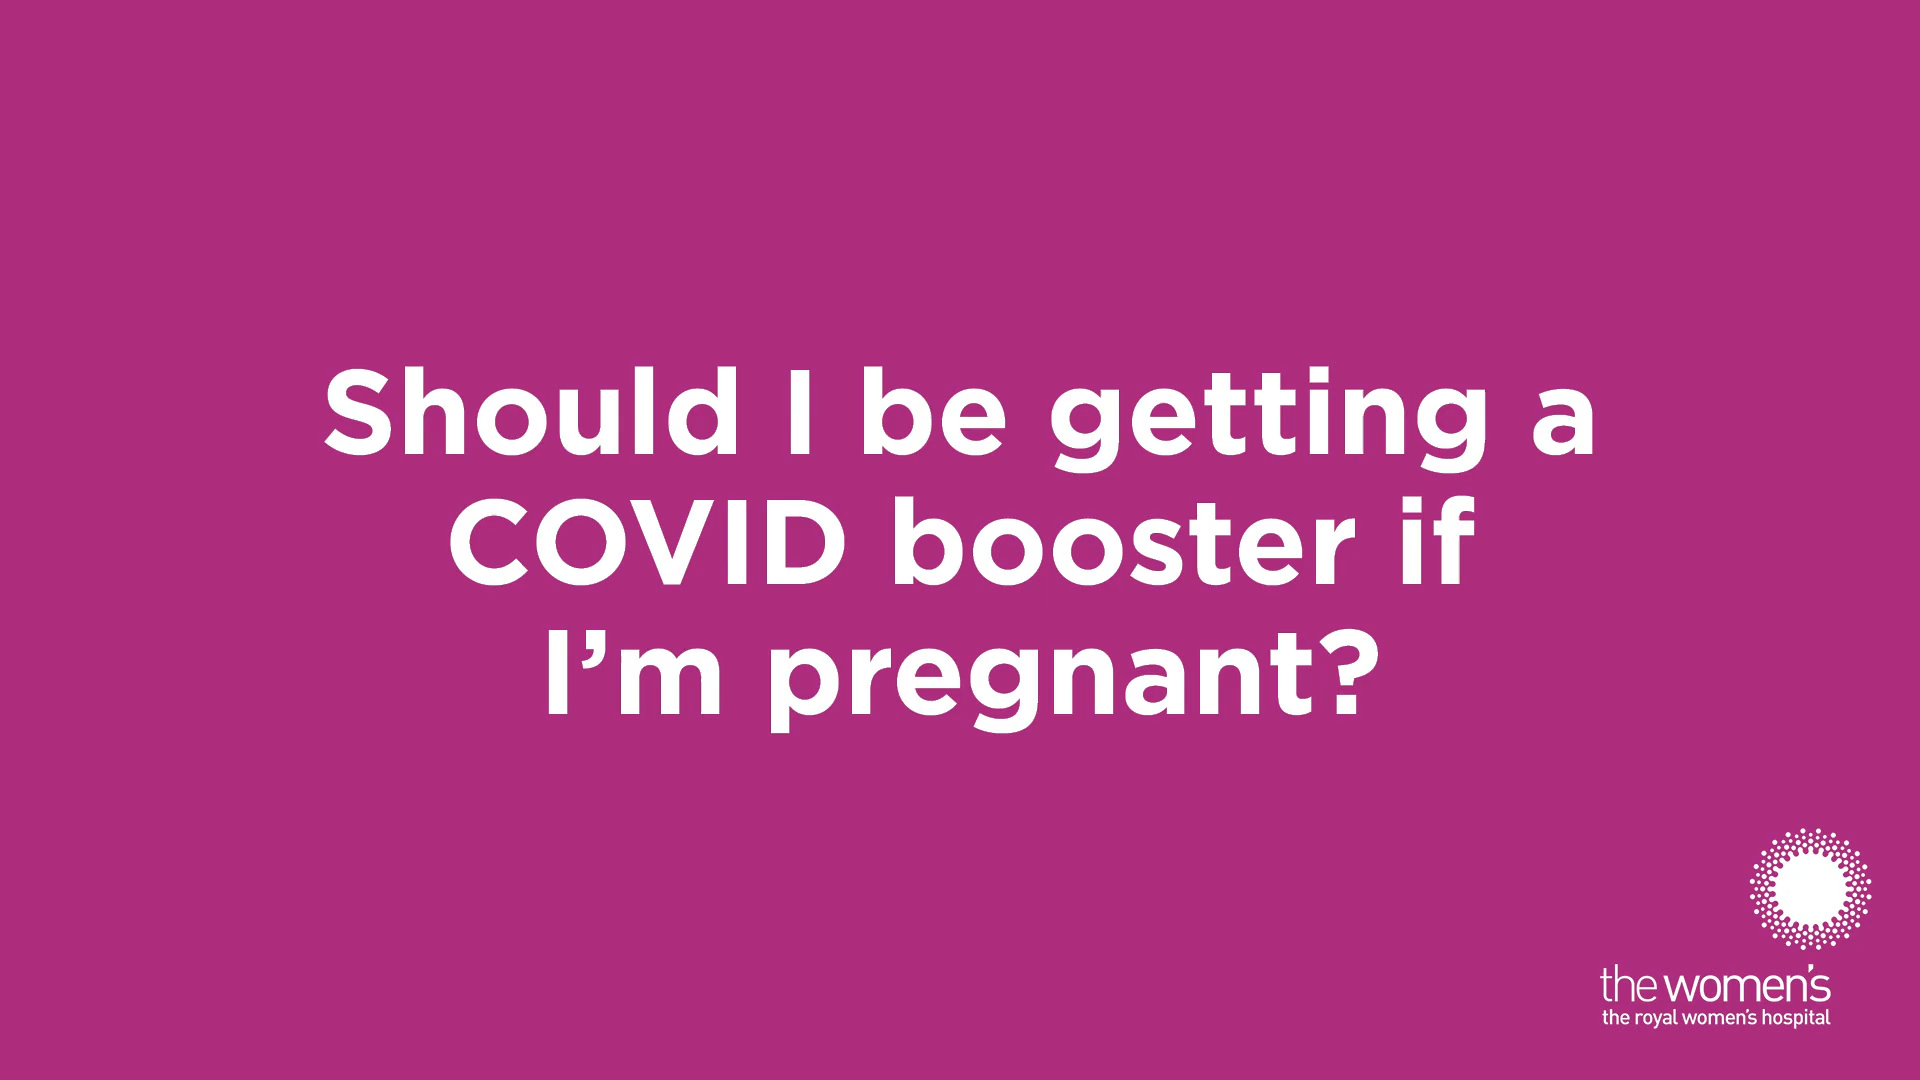 Should I be getting a
COVID booster if
I’m pregnant?
the women's
the royal women's hospital